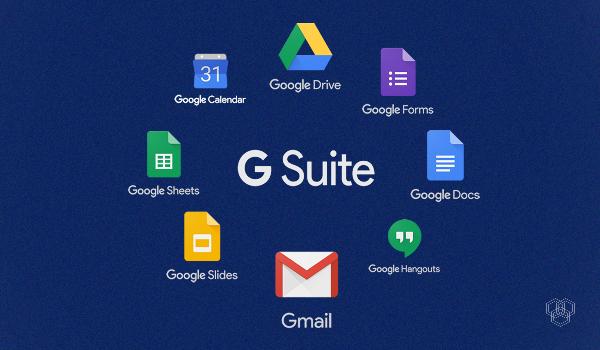 31
Google Drive
Google Calendar
Google Forms
G Suite
Google Sheets
Google Docs
Google Slides
Google Hangouts
Gmail